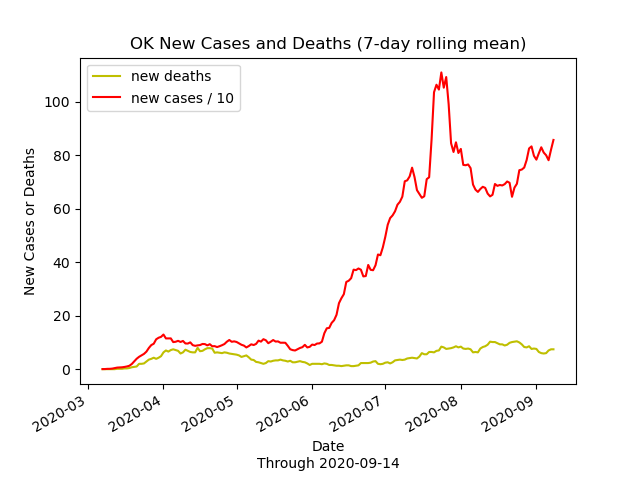 OK New Cases and Deaths (7-day rolling mean)
new deaths
new cases / 10
New Cases or Deaths
100
80
60
40
20
0
2020-03
2020-04
2020-05
2020-06
2020-07
2020-08
2020-09
Date
Through 2020-09-14